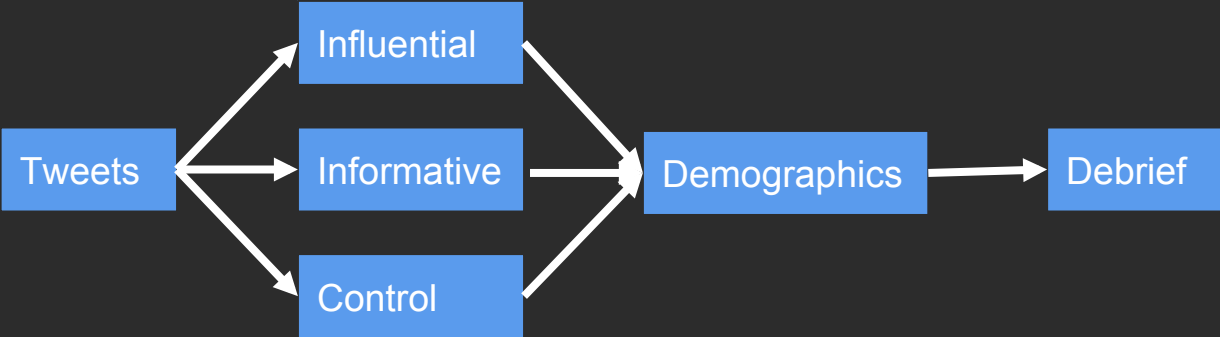 Tweets
Influential
Informative
Control
Demographics
Debrief